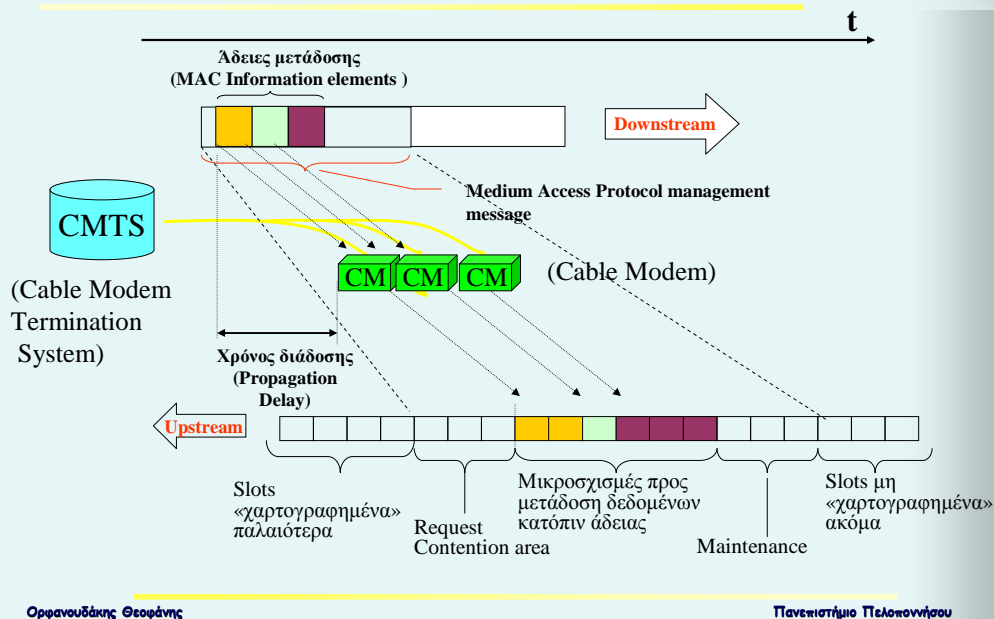 t
Άδειες μετάδοσης
(MAC Information elements )
Downstream
Medium Access Protocol management
message
CMTS
CM
CM
CM
(Cable Modem)
(Cable Modem
Termination
System)
Χρόνος διάδοσης
(Propagation
Delay)
Upstream
Slots
«χαρτογραφημένα»
παλαιότερα
Request
Contention area
Μικροσχισμές προς
μετάδοση δεδομένων
κατόπιν άδειας
Maintenance
Slots μη
«χαρτογραφημένα»
ακόμα
Ορφανουδάκης Θεοφάνης
Πανεπιστήμιο Πελοποννήσου